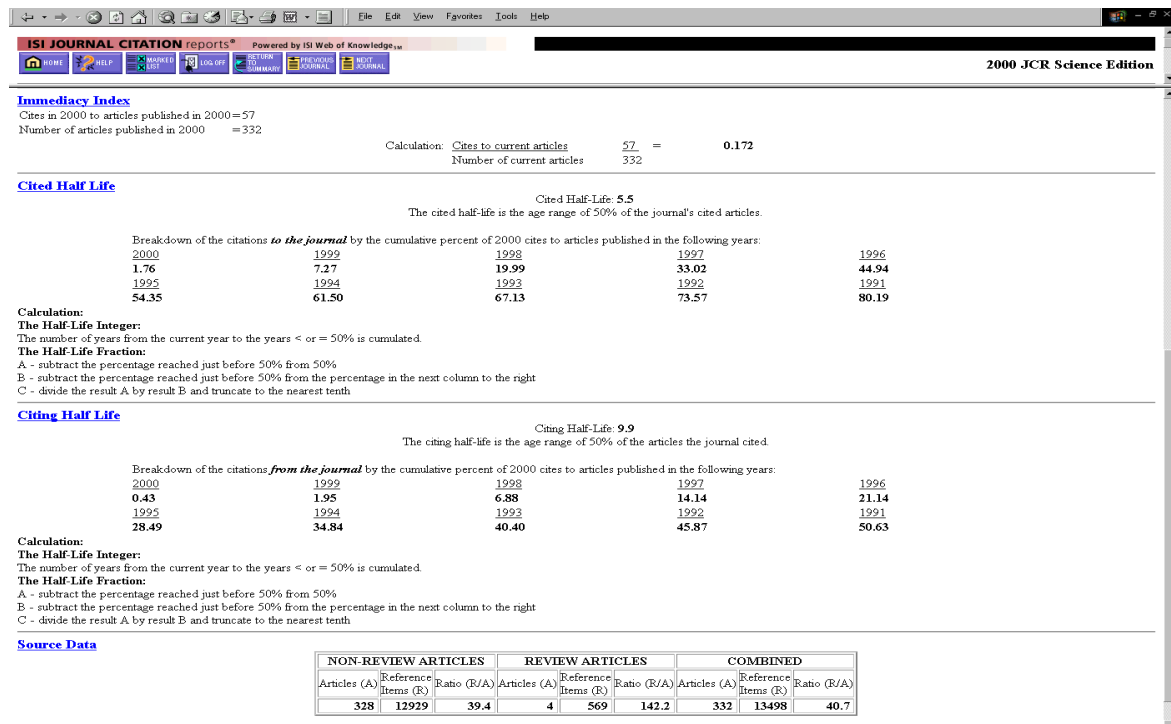 File Edit View Favorites Tools Help
ISI JOURNAL CITATION reports® Powered by ISI Web of Knowledge SM
HOME HELP MARKED LIST LOG OFF RETURN TO SUMMARY PREVIOUS JOURNAL NEXT JOURNAL
2000 JCR Science Edition
Immediacy Index
Cites in 2000 to articles published in 2000=57
Number of articles published in 2000 =332
Calculation: Cites to current articles 57 = 0.172
Number of current articles 332
Cited Half Life
Cited Half-Life: 5.5
The cited half-life is the age range of 50% of the journal's cited articles.
Breakdown of the citations to the journal by the cumulative percent of 2000 cites to articles published in the following years:
2000 1999 1998 1997 1996
1.76 7.27 19.99 33.02 44.94
1995 1994 1993 1992 1991
54.35 61.50 67.13 73.57 80.19
Calculation:
The Half-Life Integer:
The number of years from the current year to the years < or = 50% is cumulated.
The Half-Life Fraction:
A - subtract the percentage reached just before 50% from 50%
B - subtract the percentage reached just before 50% from the percentage in the next column to the right
C - divide the result A by result B and truncate to the nearest tenth
Citing Half Life
Citing Half-Life: 9.9
The citing half-life is the age range of 50% of the articles the journal cited.
Breakdown of the citations from the journal by the cumulative percent of 2000 cites to articles published in the following years:
2000 1999 1998 1997 1996
0.43 1.95 6.88 14.14 21.14
1995 1994 1993 1992 1991
28.49 34.84 40.40 45.87 50.63
Calculation:
The Half-Life Integer:
The number of years from the current year to the years < or = 50% is cumulated.
The Half-Life Fraction:
A - subtract the percentage reached just before 50% from 50%
B - subtract the percentage reached just before 50% from the percentage in the next column to the right
C - divide the result A by result B and truncate to the nearest tenth
Source Data
NON-REVIEW ARTICLES REVIEW ARTICLES COMBINED
Articles (A) Reference Items (R) Ratio (R/A) Articles (A) Reference Items (R) Ratio (R/A) Articles (A) Reference Items (R) Ratio (R/A)
328 12929 39.4 4 569 142.2 332 13498 40.7